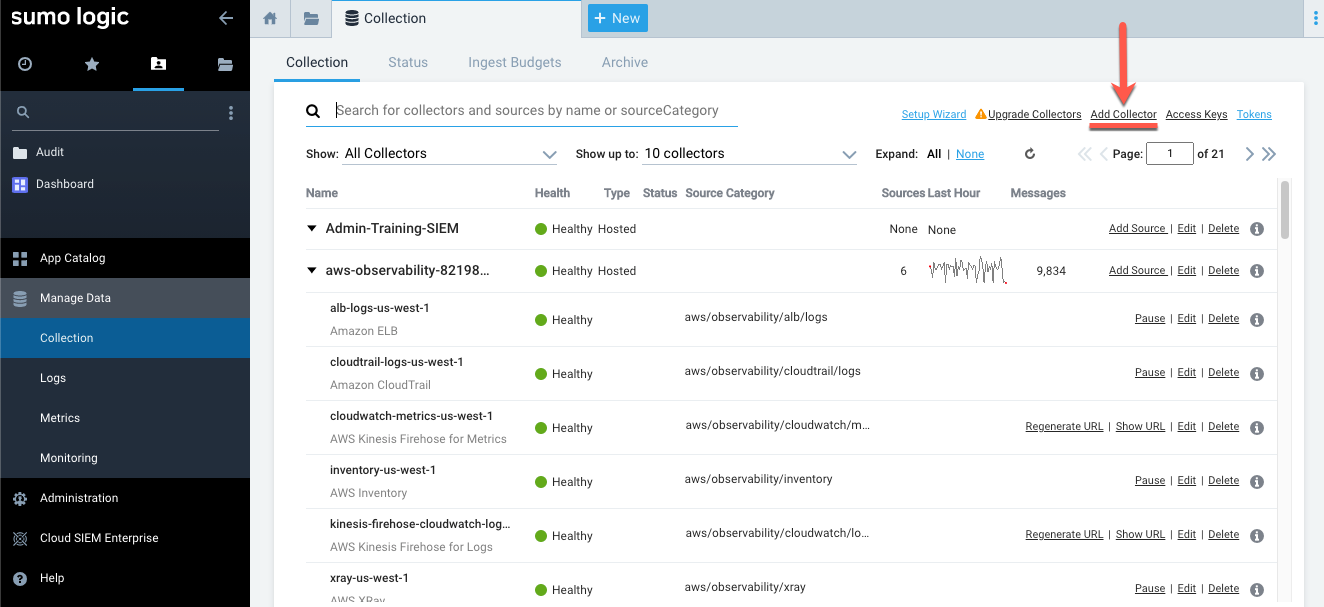 sumo logic
Collection
+ New
Collection Status Ingest Budgets Archive
Search for collectors and sources by name or sourceCategory
Setup Wizard Upgrade Collectors Add Collector Access Keys Tokens
Show: All Collectors Show up to: 10 collectors Expand: All | None Page: 1 of 21
Audit
Dashboard
App Catalog
Manage Data
Collection
Logs
Metrics
Monitoring
Administration
Cloud SIEM Enterprise
Help
Name Health Type Status Source Category Sources Last Hour Messages
Admin-Training-SIEM Healthy Hosted None None Add Source | Edit | Delete
aws-observability-82198... Healthy Hosted 6 9,834 Add Source | Edit | Delete
alb-logs-us-west-1
Amazon ELB
Healthy aws/observability/alb/logs Pause | Edit | Delete
cloudtrail-logs-us-west-1
Amazon CloudTrail
Healthy aws/observability/cloudtrail/logs Pause | Edit | Delete
cloudwatch-metrics-us-west-1
AWS Kinesis Firehose for Metrics
Healthy aws/observability/cloudwatch/m... Regenerate URL | Show URL | Edit | Delete
inventory-us-west-1
AWS Inventory
Healthy aws/observability/inventory Pause | Edit | Delete
kinesis-firehose-cloudwatch-log...
AWS Kinesis Firehose for Logs
Healthy aws/observability/cloudwatch/lo... Regenerate URL | Show URL | Edit | Delete
xray-us-west-1
AWS XRay
Healthy aws/observability/xray Pause | Edit | Delete